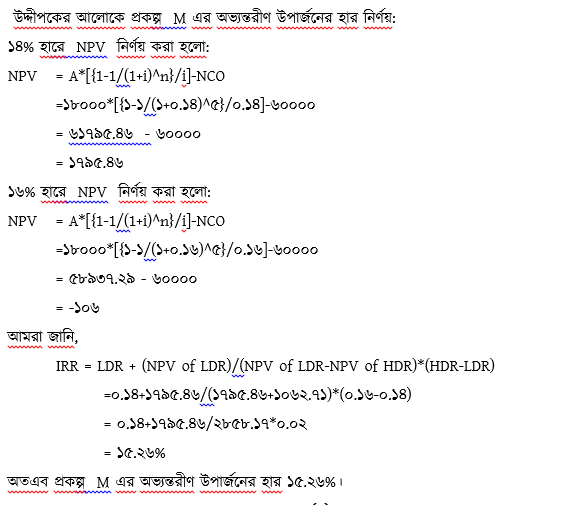 উদ্দীপকের আলোকে প্রকল্প M এর অভ্যন্তরীণ উপার্জনের হার নির্ণয়:
১৪% হারে NPV নির্ণয় করা হলো:
NPV = A*[{1-1/(1+i)^n}/i]-NCO
=১৮০০০*[{১-১/(১+০.১৪)^৫}/০.১৪]-৬০০০০
= ৬১৭৯৫.৪৬ - ৬০০০০
= ১৭৯৫.৪৬
১৬% হারে NPV নির্ণয় করা হলো:
NPV = A*[{1-1/(1+i)^n}/i]-NCO
=১৮০০০*[{১-১/(১+০.১৬)^৫}/০.১৬]-৬০০০০
= ৫৮৯৩৭.২৯ - ৬০০০০
= -১০৬
আমরা জানি,
IRR = LDR + (NPV of LDR)/(NPV of LDR-NPV of HDR)*(HDR-LDR)
=০.১৪+১৭৯৫.৪৬/(১৭৯৫.৪৬+১০৬২.৭১)*(০.১৬-০.১৪)
= ০.১৪+১৭৯৫.৪৬/২৮৫৮.১৭*০.০২
= ১৫.২৬%
অতএব প্রকল্প M এর অভ্যন্তরীণ উপার্জনের হার ১৫.২৬%।